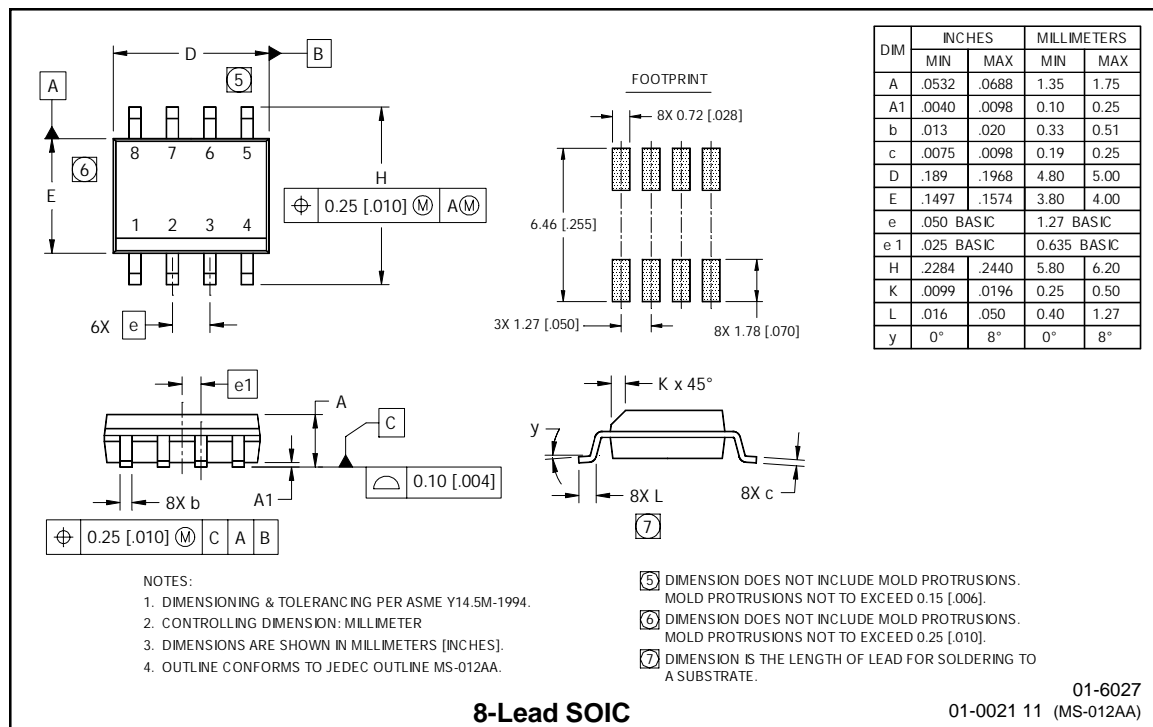 D
B
5
A
8 7 6 5
6
E
H
0.25 [.010] M A M
1 2 3 4
6X e
FOOTPRINT
8X 0.72 [.028]
6.46 [.255]
3X 1.27 [.050]
8X 1.78 [.070]
DIM INCHES MILLIMETERS
MIN MAX MIN MAX
A .0532 .0688 1.35 1.75
A1 .0040 .0098 0.10 0.25
b .013 .020 0.33 0.51
c .0075 .0098 0.19 0.25
D .189 .1968 4.80 5.00
E .1497 .1574 3.80 4.00
e .050 BASIC 1.27 BASIC
e 1 .025 BASIC 0.635 BASIC
H .2284 .2440 5.80 6.20
K .0099 .0196 0.25 0.50
L .016 .050 0.40 1.27
y 0° 8° 0° 8°
e1
A
C
0.10 [.004]
8X b
A1
0.25 [.010] M C A B
K x 45°
y
8X L
8X c
7
NOTES:
1. DIMENSIONING & TOLERANCING PER ASME Y14.5M-1994.
2. CONTROLLING DIMENSION: MILLIMETER
3. DIMENSIONS ARE SHOWN IN MILLIMETERS [INCHES].
4. OUTLINE CONFORMS TO JEDEC OUTLINE MS-012AA.
5 DIMENSION DOES NOT INCLUDE MOLD PROTRUSIONS.
MOLD PROTRUSIONS NOT TO EXCEED 0.15 [.006].
6 DIMENSION DOES NOT INCLUDE MOLD PROTRUSIONS.
MOLD PROTRUSIONS NOT TO EXCEED 0.25 [.010].
7 DIMENSION IS THE LENGTH OF LEAD FOR SOLDERING TO
A SUBSTRATE.
8-Lead SOIC
01-6027
01-0021 11 (MS-012AA)